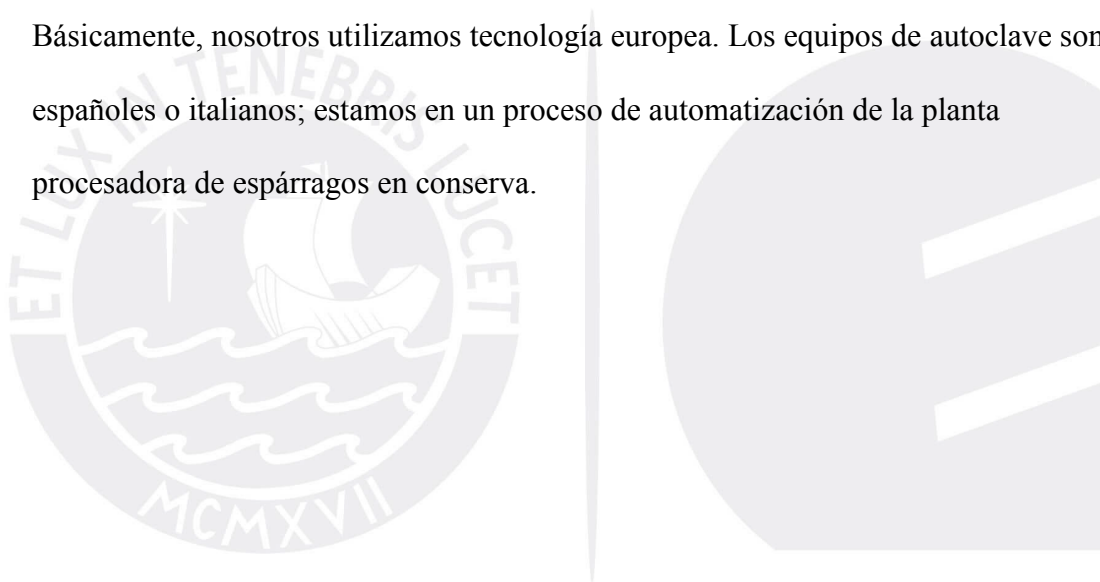 Básicamente, nosotros utilizamos tecnología europea. Los equipos de autoclave son
españoles o italianos; estamos en un proceso de automatización de la planta
procesadora de espárragos en conserva.
ET LUX IN TENEBRIS LUCET
MCMXVII